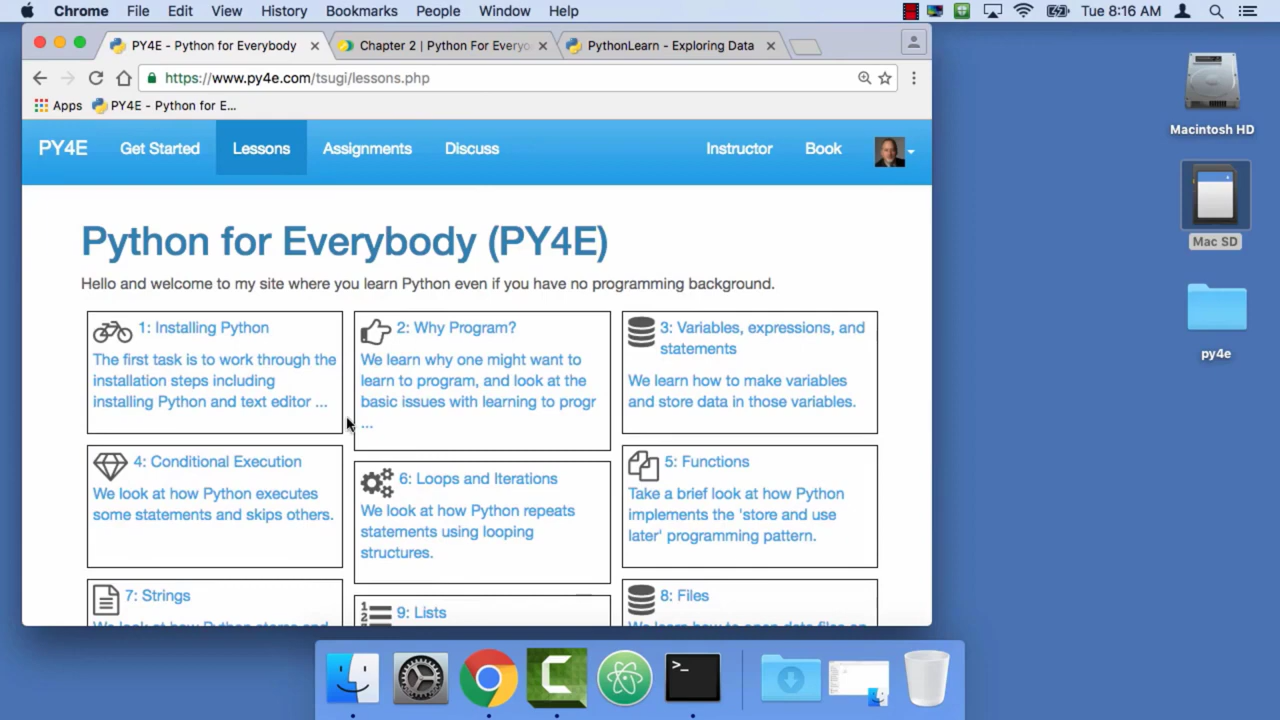 Chrome File Edit View History Bookmarks People Window Help Tue 8:16 AM
PY4E - Python for Everybody Chapter 2 | Python For Everyo PythonLearn - Exploring Data
https://www.py4e.com/tsugi/lessons.php
Apps PY4E - Python for E...
PY4E Get Started Lessons Assignments Discuss Instructor Book
Python for Everybody (PY4E)
Hello and welcome to my site where you learn Python even if you have no programming background.
1: Installing Python
The first task is to work through the
installation steps including
installing Python and text editor ...
2: Why Program?
We learn why one might want to
learn to program, and look at the
basic issues with learning to progr
...
3: Variables, expressions, and
statements
We learn how to make variables
and store data in those variables.
4: Conditional Execution
We look at how Python executes
some statements and skips others.
6: Loops and Iterations
We look at how Python repeats
statements using looping
structures.
5: Functions
Take a brief look at how Python
implements the 'store and use
later' programming pattern.
7: Strings
9: Lists
8: Files
Macintosh HD
Mac SD
py4e